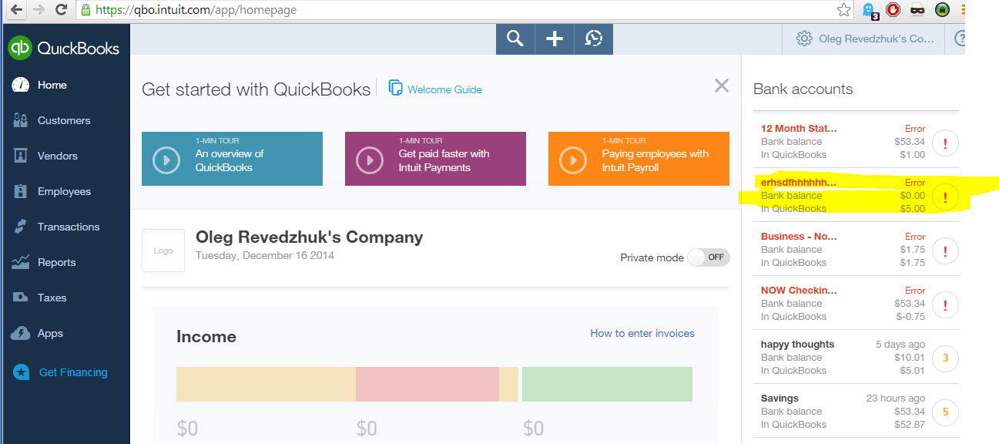 https://qbo.intuit.com/app/homepage
3
qb QuickBooks
Oleg Revedzhuk's Co... ?
Home
Customers
Vendors
Employees
Transactions
Reports
Taxes
Apps
Get Financing
Get started with QuickBooks
Welcome Guide
1-MIN TOUR
An overview of
QuickBooks
1-MIN TOUR
Get paid faster with
Intuit Payments
1-MIN TOUR
Paying employees with
Intuit Payroll
Logo
Oleg Revedzhuk's Company
Tuesday, December 16 2014
Private mode OFF
Income
How to enter invoices
$0 $0 $0
Bank accounts
12 Month Stat... Error
Bank balance $53.34 !
In QuickBooks $1.00
erhsdfhhhhhh... Error
Bank balance $0.00 !
In QuickBooks $5.00
Business - No... Error
Bank balance $1.75 !
In QuickBooks $1.75
NOW Checkin... Error
Bank balance $53.34 !
In QuickBooks $-0.75
hapyy thoughts 5 days ago
Bank balance $10.01 3
In QuickBooks $5.01
Savings 23 hours ago
Bank balance $53.34 5
In QuickBooks $52.87